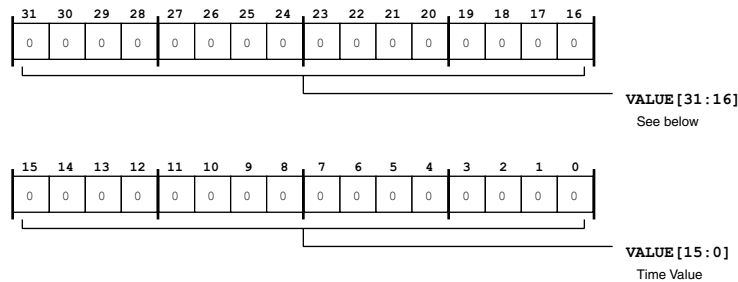 31 30 29 28 27 26 25 24 23 22 21 20 19 18 17 16
0 0 0 0 0 0 0 0 0 0 0 0 0 0 0 0
VALUE[31:16]
See below
15 14 13 12 11 10 9 8 7 6 5 4 3 2 1 0
0 0 0 0 0 0 0 0 0 0 0 0 0 0 0 0
VALUE[15:0]
Time Value